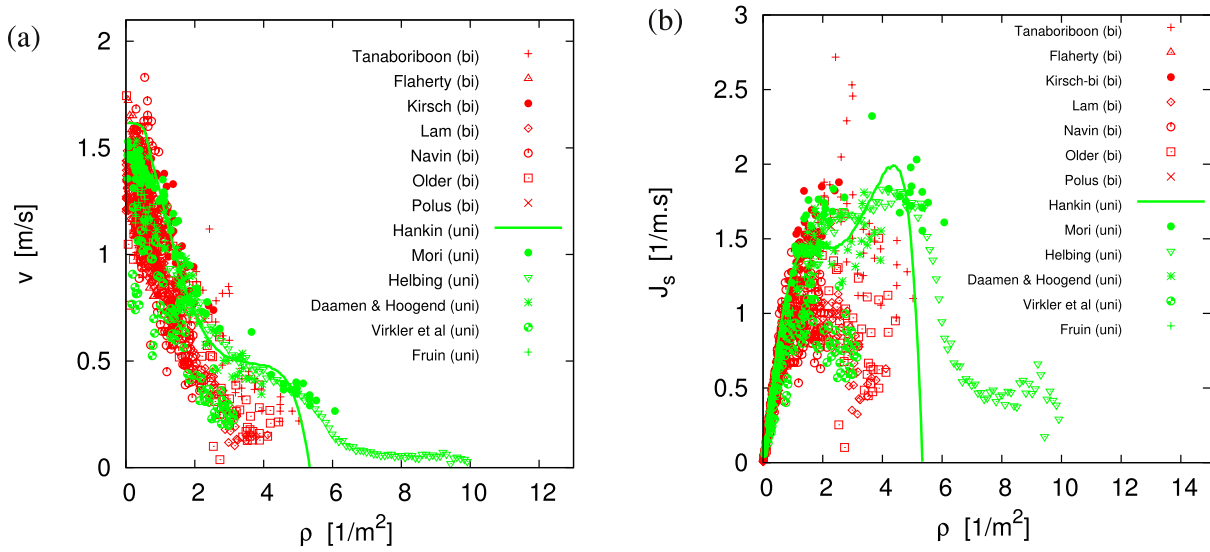 (a)
2
1.5
1
0.5
0
v [m/s]
0 2 4 6 8 10 12
ρ [1/m²]
Tanaboriboon (bi)
Flaherty (bi)
Kirsch (bi)
Lam (bi)
Navin (bi)
Older (bi)
Polus (bi)
Hankin (uni)
Mori (uni)
Helbing (uni)
Daamen & Hoogend (uni)
Virkler et al (uni)
Fruin (uni)
(b)
3
2.5
2
1.5
1
0.5
0
Jₛ [1/m.s]
0 2 4 6 8 10 12 14
ρ [1/m²]
Tanaboriboon (bi)
Flaherty (bi)
Kirsch-bi (bi)
Lam (bi)
Navin (bi)
Older (bi)
Polus (bi)
Hankin (uni)
Mori (uni)
Helbing (uni)
Daamen & Hoogend (uni)
Virkler et al (uni)
Fruin (uni)